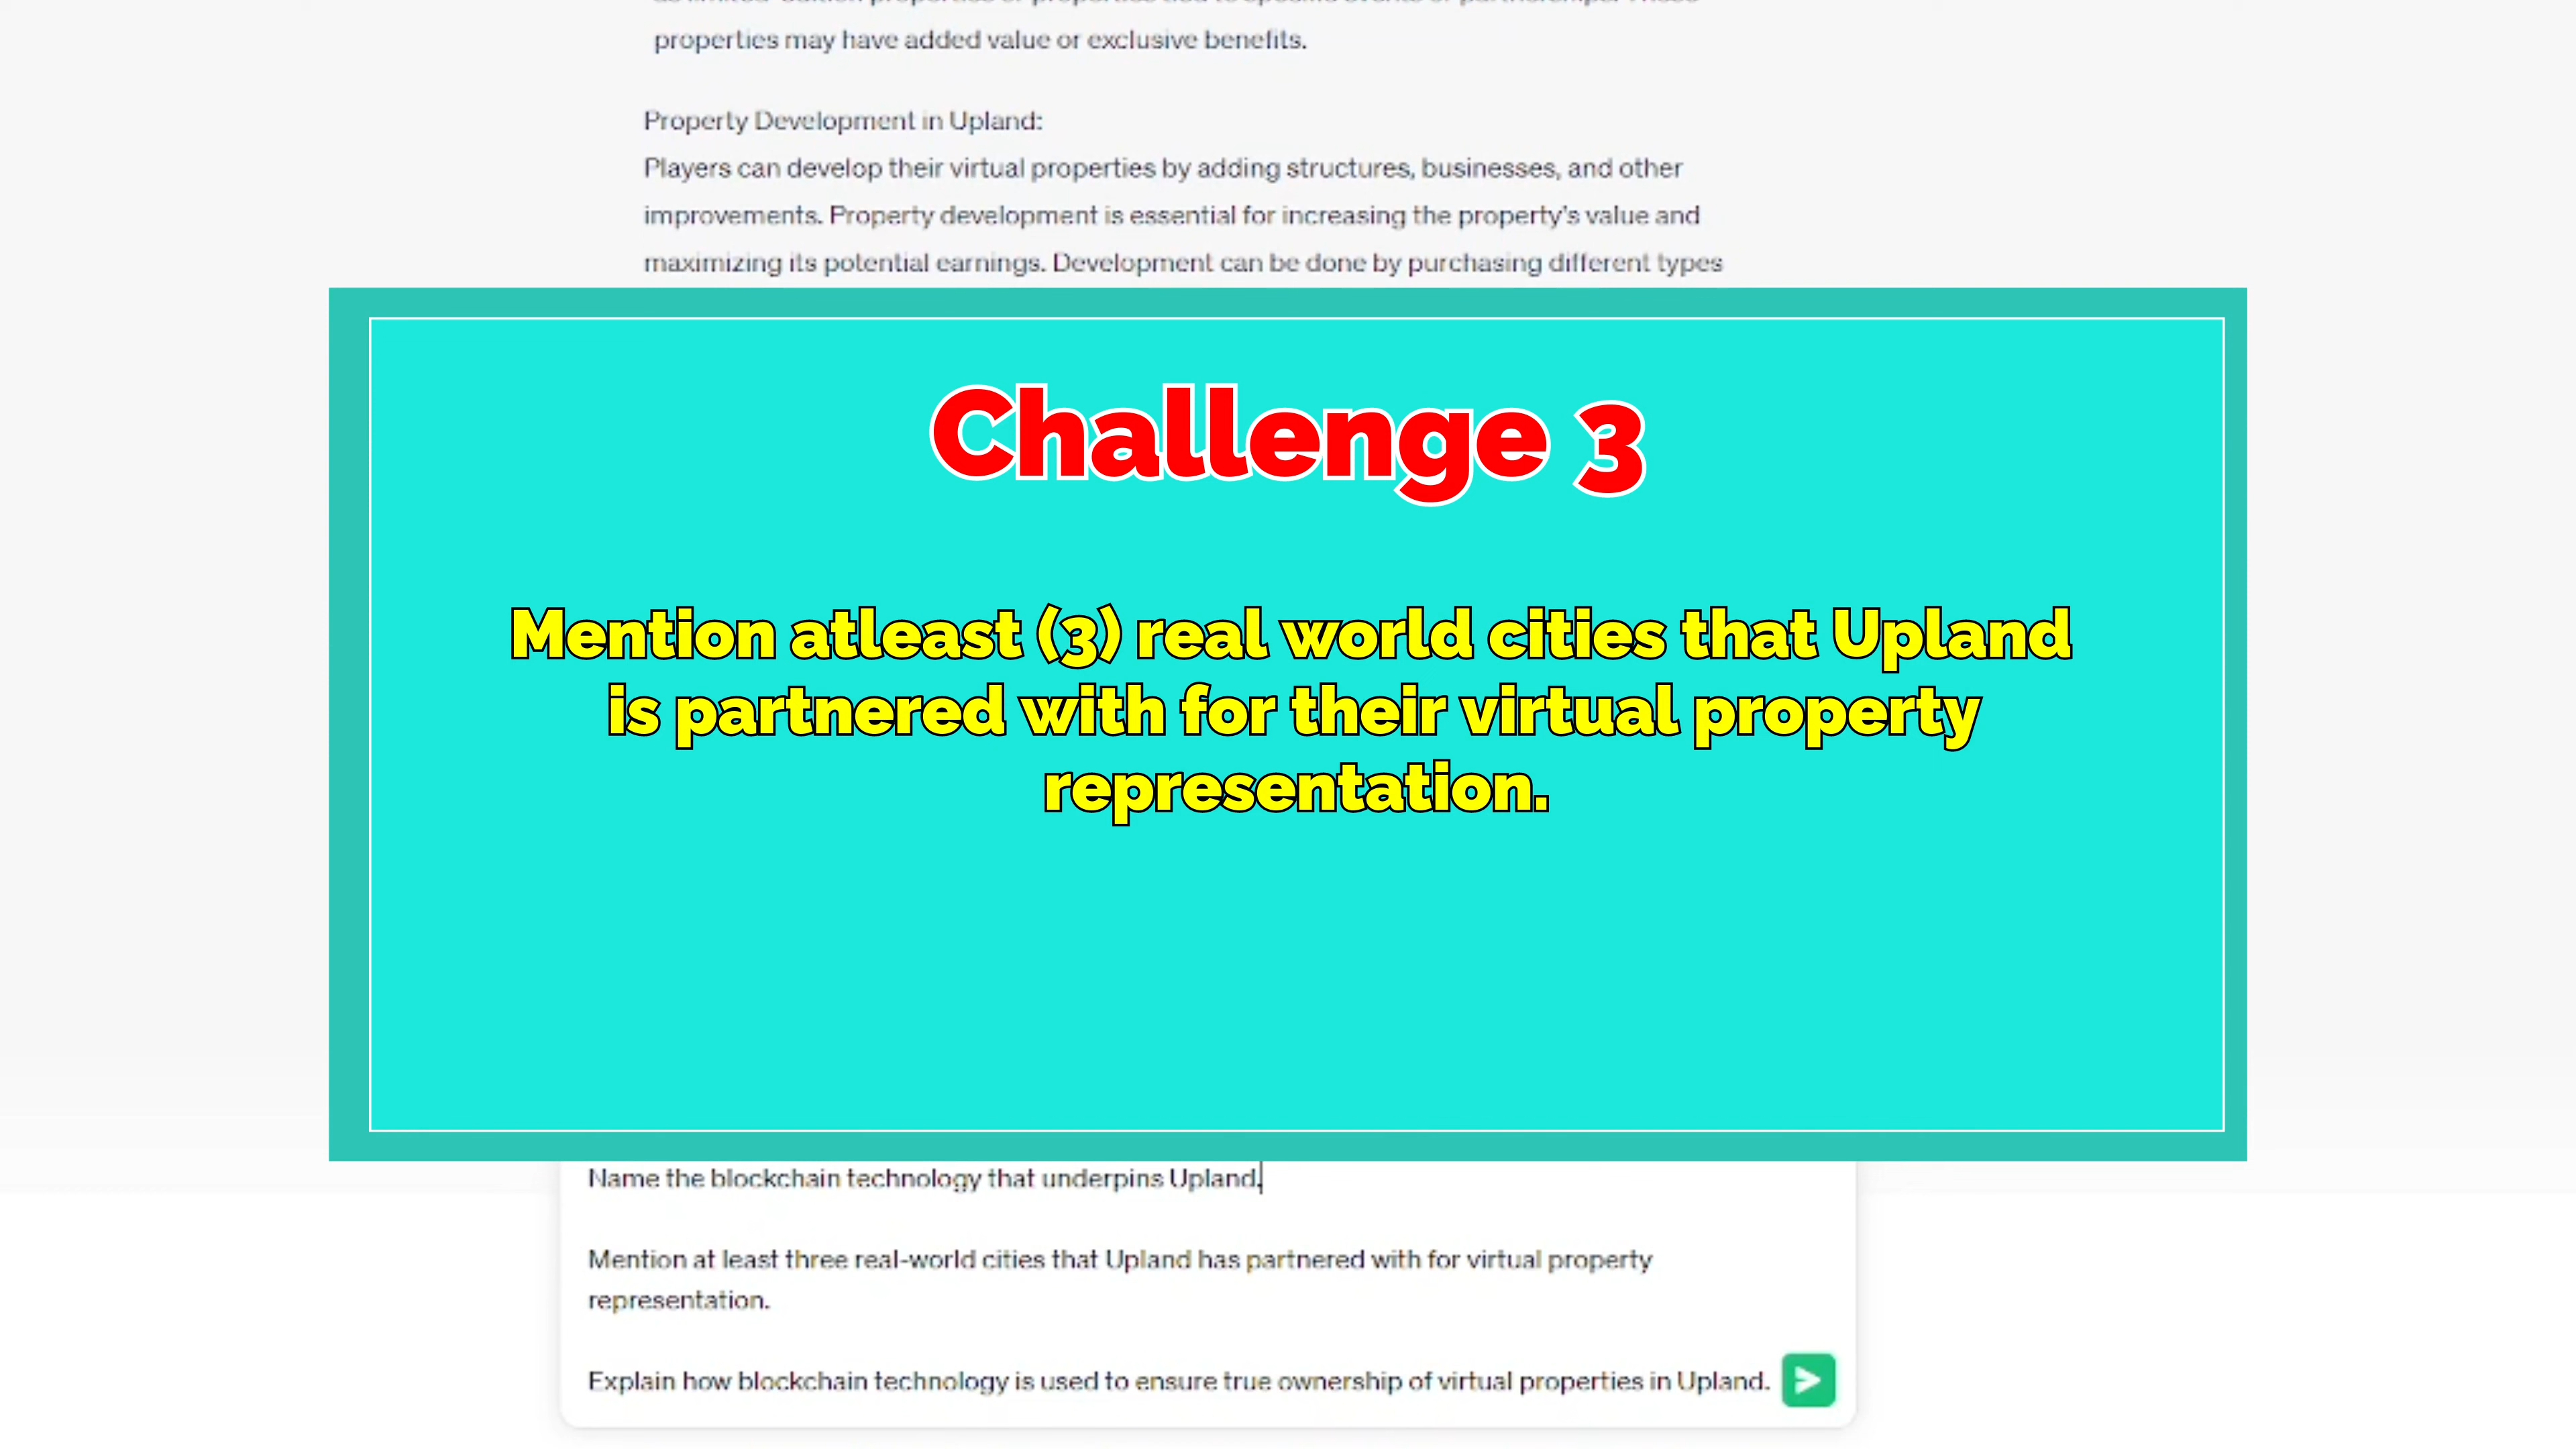 properties may have added value or exclusive benefits.
Property Development in Upland:
Players can develop their virtual properties by adding structures, businesses, and other
improvements. Property development is essential for increasing the property's value and
maximizing its potential earnings. Development can be done by purchasing different types
Challenge 3
Mention atleast (3) real world cities that Upland
is partnered with for their virtual property
representation.
Name the blockchain technology that underpins Upland.
Mention at least three real-world cities that Upland has partnered with for virtual property
representation.
Explain how blockchain technology is used to ensure true ownership of virtual properties in Upland.